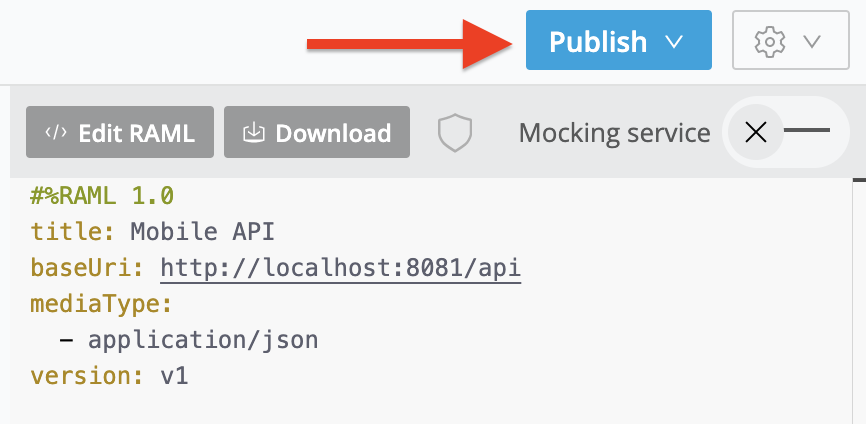 Publish
</> Edit RAML
Download
Mocking service
#%RAML 1.0
title: Mobile API
baseUri: http://localhost:8081/api
mediaType:
  - application/json
version: v1